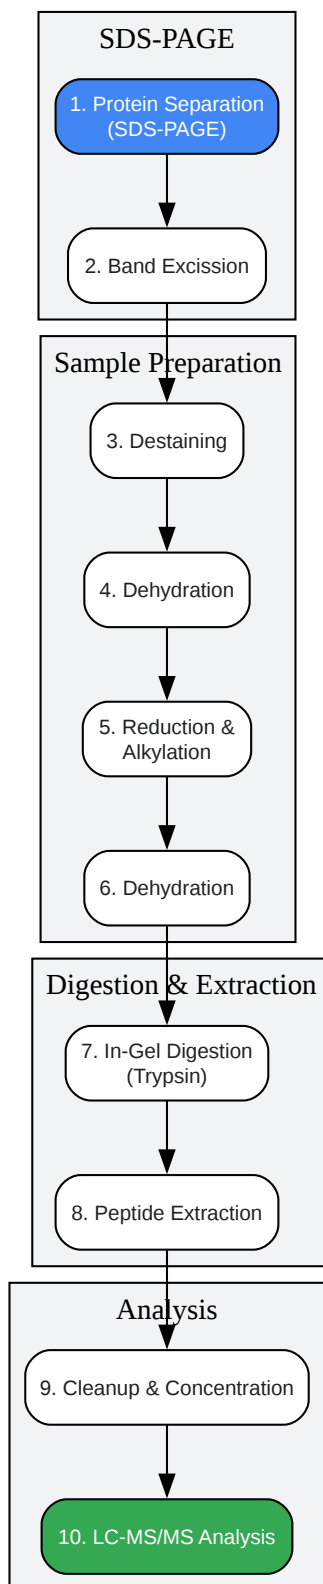 SDS-PAGE
1. Protein Separation
(SDS-PAGE)
2. Band Excission
Sample Preparation
3. Destaining
4. Dehydration
5. Reduction &
Alkylation
6. Dehydration
Digestion & Extraction
7. In-Gel Digestion
(Trypsin)
8. Peptide Extraction
Analysis
9. Cleanup & Concentration
10. LC-MS/MS Analysis